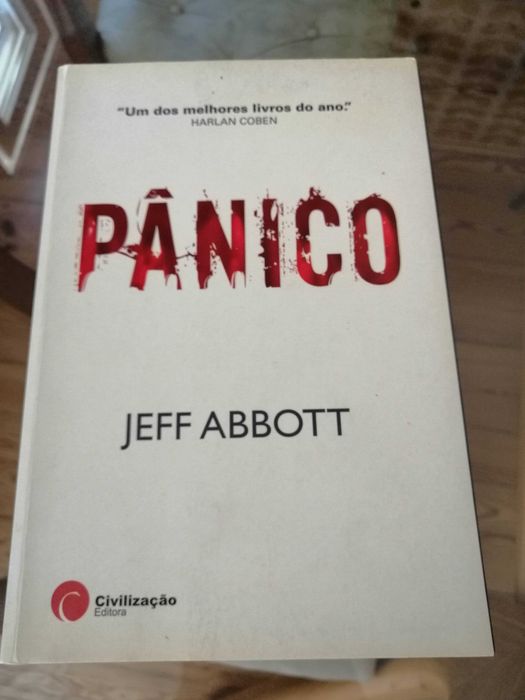 “Um dos melhores livros do ano.”
HARLAN COBEN
PÂNICO
JEFF ABBOTT
Civilização
Editora